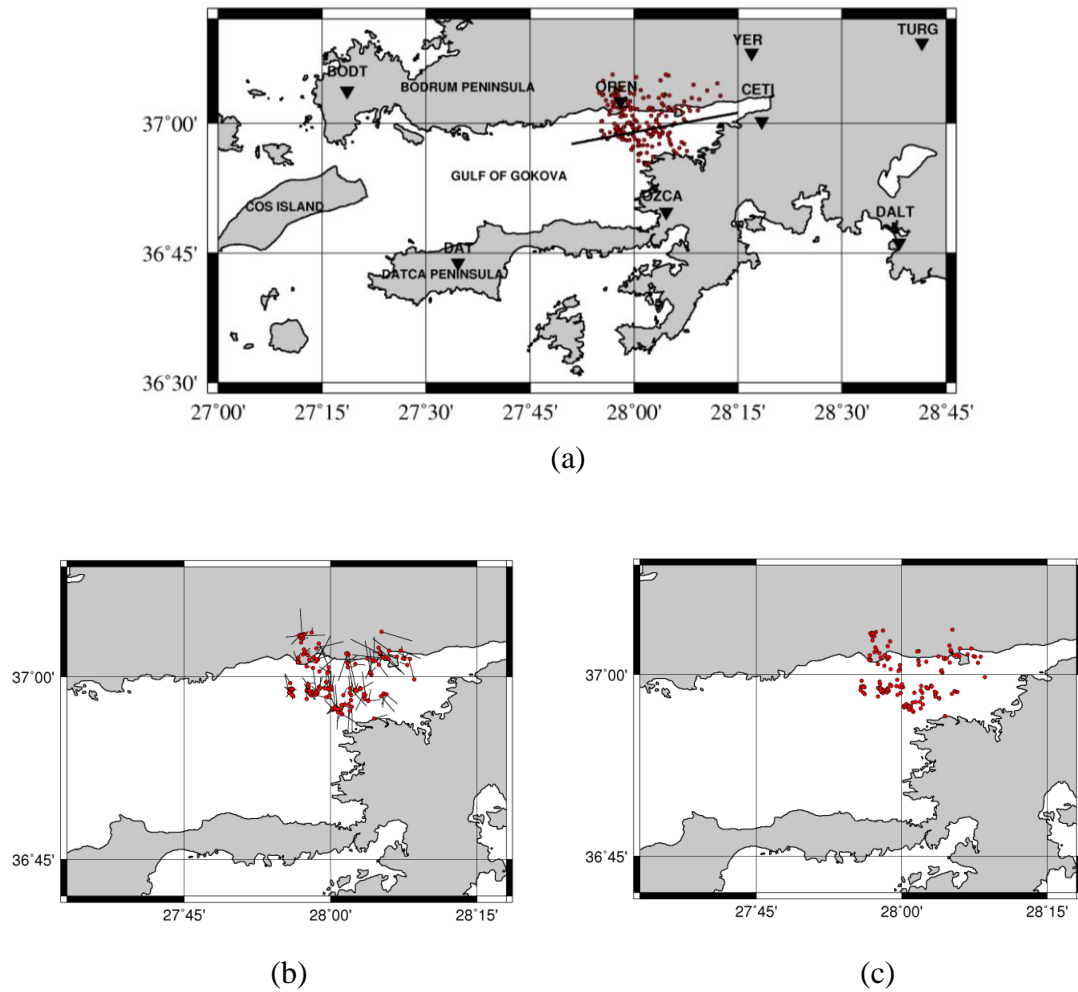 TURG
YER
BODT
CETI
BODRUM PENINSULA
OREN
37°00'
GULF OF GOKOVA
OZCA
COS ISLAND
DALT
DAT
36°45'
DATCA PENINSULA
36°30'
27°00' 27°15' 27°30' 27°45' 28°00' 28°15' 28°30' 28°45'
(a)
37°00'
36°45'
27°45' 28°00' 28°15'
(b)
37°00'
36°45'
27°45' 28°00' 28°15'
(c)